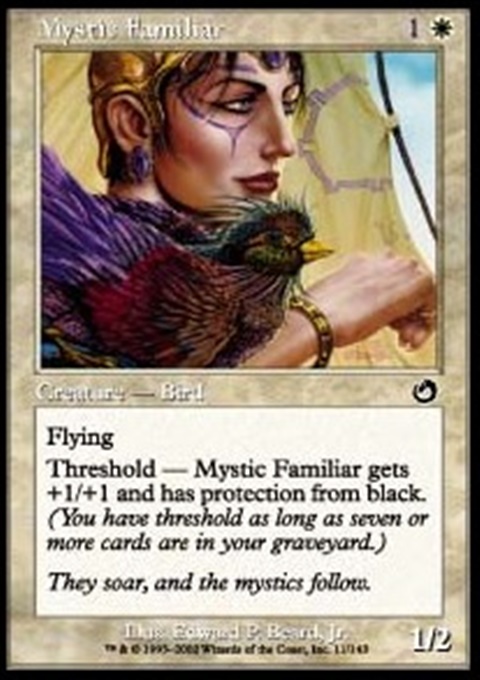 Mystic Familiar 1
Creature — Bird
Flying
Threshold — Mystic Familiar gets
+1/+1 and has protection from black.
(You have threshold as long as seven or
more cards are in your graveyard.)
They soar, and the mystics follow.
Illus. Edward P. Beard, Jr.
™ & © 1993–2002 Wizards of the Coast, Inc. 11/143
1/2